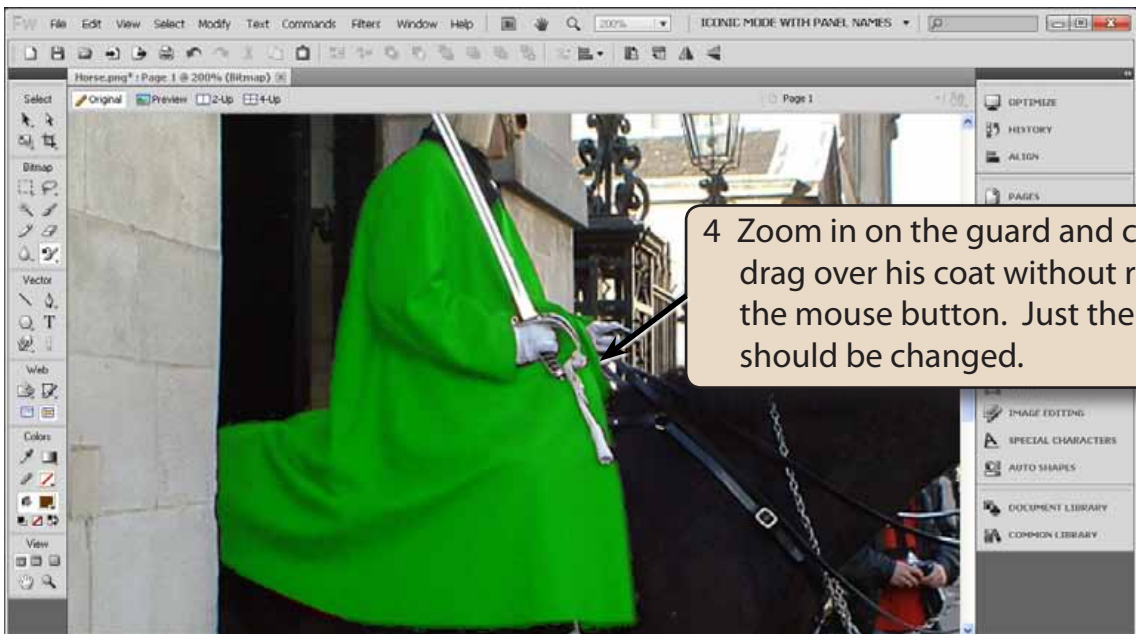 Fw File Edit View Select Modify Text Commands Filters Window Help 200% ICONIC MODE WITH PANEL NAMES
Horse.png* : Page 1 @ 200% (Bitmap)
Select Original Preview 2-Up 4-Up Page 1
OPTIMIZE
HISTORY
ALIGN
Bitmap
PAGES
4 Zoom in on the guard and c
drag over his coat without r
the mouse button. Just the
should be changed.
Vector
T
Web
IMAGE EDITING
Colors
SPECIAL CHARACTERS
AUTO SHAPES
DOCUMENT LIBRARY
COMMON LIBRARY
View